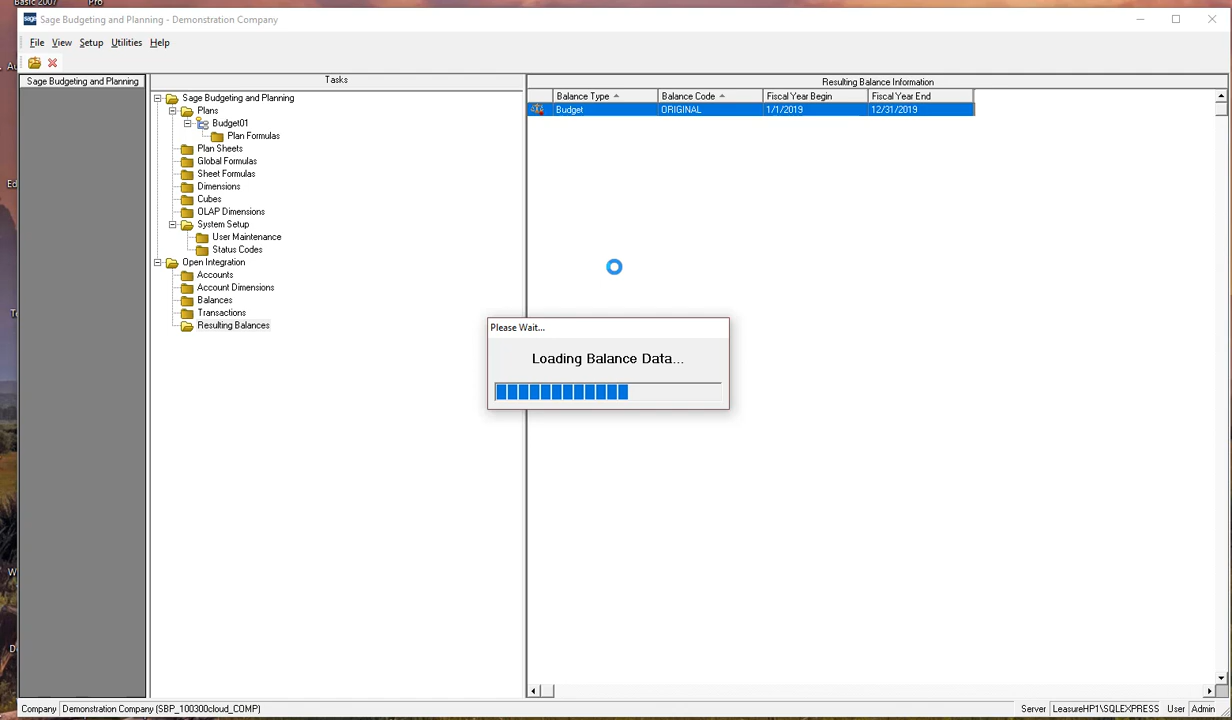 Basic 2007 Pro
sage Sage Budgeting and Planning - Demonstration Company
File View Setup Utilities Help
Sage Budgeting and Planning
Tasks
Sage Budgeting and Planning
Plans
Budget01
Plan Formulas
Plan Sheets
Global Formulas
Sheet Formulas
Dimensions
Cubes
OLAP Dimensions
System Setup
User Maintenance
Status Codes
Open Integration
Accounts
Account Dimensions
Balances
Transactions
Resulting Balances
Resulting Balance Information
Balance Type Balance Code Fiscal Year Begin Fiscal Year End
Budget ORIGINAL 1/1/2019 12/31/2019
Please Wait...
Loading Balance Data...
Company Demonstration Company (SBP_100300cloud_COMP) Server LeasureHP1\SQLEXPRESS User Admin